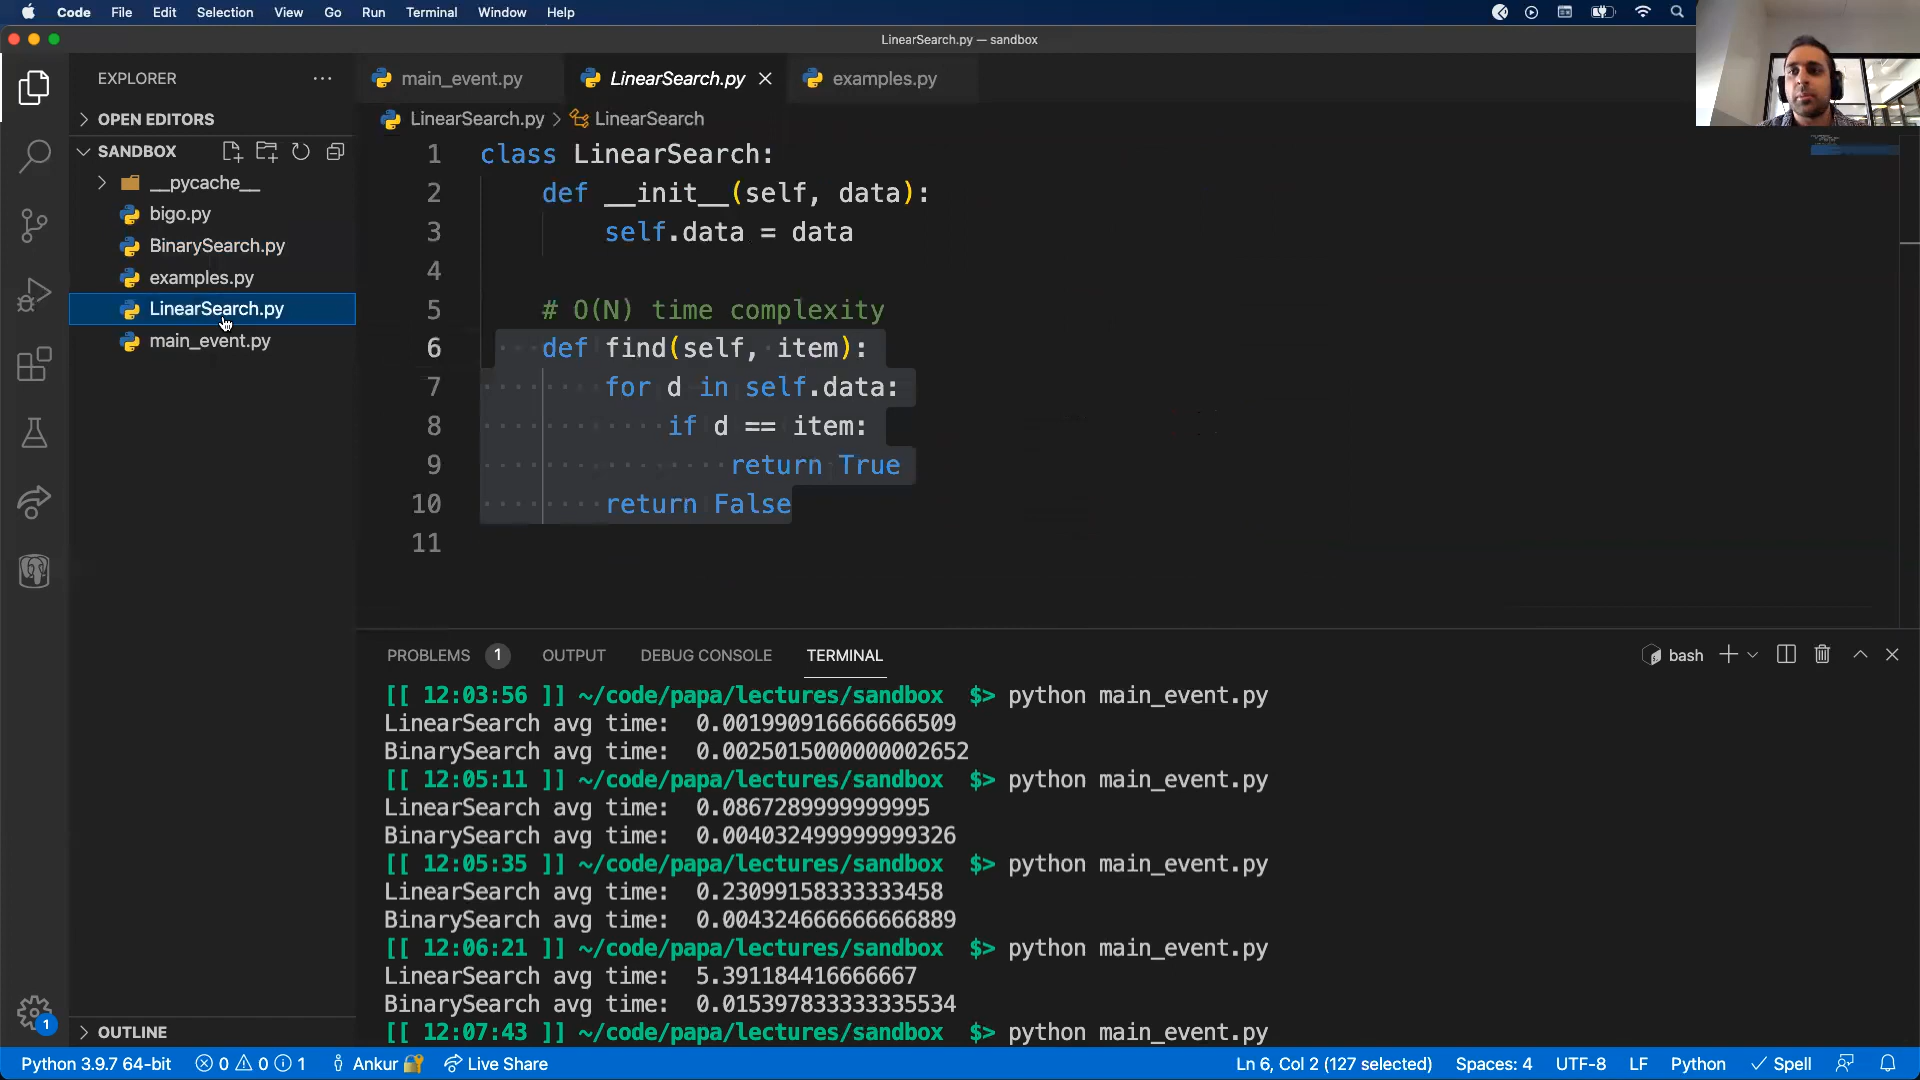 Code File Edit Selection View Go Run Terminal Window Help
LinearSearch.py — sandbox
EXPLORER
OPEN EDITORS
SANDBOX
__pycache__
bigo.py
BinarySearch.py
examples.py
LinearSearch.py
main_event.py
OUTLINE
main_event.py LinearSearch.py examples.py
LinearSearch.py > LinearSearch
1 class LinearSearch:
2 def __init__(self, data):
3 self.data = data
4
5 # O(N) time complexity
6 def find(self, item):
7 for d in self.data:
8 if d == item:
9 return True
10 return False
11
PROBLEMS 1 OUTPUT DEBUG CONSOLE TERMINAL
bash
[[ 12:03:56 ]] ~/code/papa/lectures/sandbox $> python main_event.py
LinearSearch avg time: 0.001990916666666509
BinarySearch avg time: 0.0025015000000002652
[[ 12:05:11 ]] ~/code/papa/lectures/sandbox $> python main_event.py
LinearSearch avg time: 0.0867289999999995
BinarySearch avg time: 0.004032499999999326
[[ 12:05:35 ]] ~/code/papa/lectures/sandbox $> python main_event.py
LinearSearch avg time: 0.23099158333333458
BinarySearch avg time: 0.004324666666666889
[[ 12:06:21 ]] ~/code/papa/lectures/sandbox $> python main_event.py
LinearSearch avg time: 5.391184416666667
BinarySearch avg time: 0.015397833333335534
[[ 12:07:43 ]] ~/code/papa/lectures/sandbox $> python main_event.py
1
Python 3.9.7 64-bit 0 0 1 Ankur Live Share Ln 6, Col 2 (127 selected) Spaces: 4 UTF-8 LF Python Spell